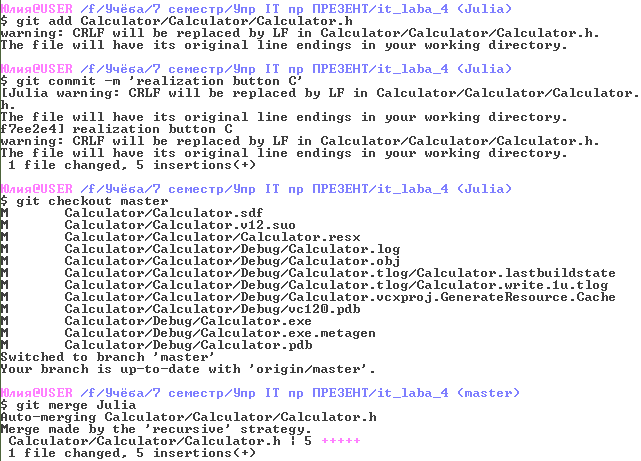 Юлия@USER /f/Учёба/7 семестр/Упр IT пр ПРЕЗЕНТ/it_laba_4 (Julia)
$ git add Calculator/Calculator/Calculator.h
warning: CRLF will be replaced by LF in Calculator/Calculator/Calculator.h.
The file will have its original line endings in your working directory.
Юлия@USER /f/Учёба/7 семестр/Упр IT пр ПРЕЗЕНТ/it_laba_4 (Julia)
$ git commit -m 'realization button C'
[Julia warning: CRLF will be replaced by LF in Calculator/Calculator/Calculator.
h.
The file will have its original line endings in your working directory.
f7ee2e4] realization button C
warning: CRLF will be replaced by LF in Calculator/Calculator/Calculator.h.
The file will have its original line endings in your working directory.
1 file changed, 5 insertions(+)
Юлия@USER /f/Учёба/7 семестр/Упр IT пр ПРЕЗЕНТ/it_laba_4 (Julia)
$ git checkout master
M Calculator/Calculator.sdf
M Calculator/Calculator.v12.suo
M Calculator/Calculator/Calculator.resx
M Calculator/Calculator/Debug/Calculator.log
M Calculator/Calculator/Debug/Calculator.obj
M Calculator/Calculator/Debug/Calculator.tlog/Calculator.lastbuildstate
M Calculator/Calculator/Debug/Calculator.tlog/Calculator.write.1u.tlog
M Calculator/Calculator/Debug/Calculator.vcxproj.GenerateResource.Cache
M Calculator/Calculator/Debug/vc120.pdb
M Calculator/Debug/Calculator.exe
M Calculator/Debug/Calculator.exe.metagen
M Calculator/Debug/Calculator.pdb
Switched to branch 'master'
Your branch is up-to-date with 'origin/master'.
Юлия@USER /f/Учёба/7 семестр/Упр IT пр ПРЕЗЕНТ/it_laba_4 (master)
$ git merge Julia
Auto-merging Calculator/Calculator/Calculator.h
Merge made by the 'recursive' strategy.
Calculator/Calculator/Calculator.h | 5 +++++
1 file changed, 5 insertions(+)